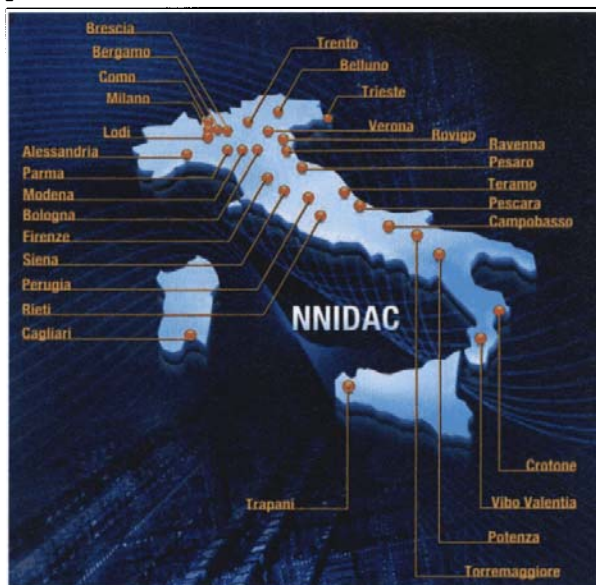 Brescia
Bergamo
Como
Milano
Lodi
Alessandria
Parma
Modena
Bologna
Firenze
Siena
Perugia
Rieti
Cagliari
Trento
Belluno
Trieste
Verona
Rovigo
Ravenna
Pesaro
Teramo
Pescara
Campobasso
NNIDAC
Crotone
Trapani
Vibo Valentia
Potenza
Torremaggiore